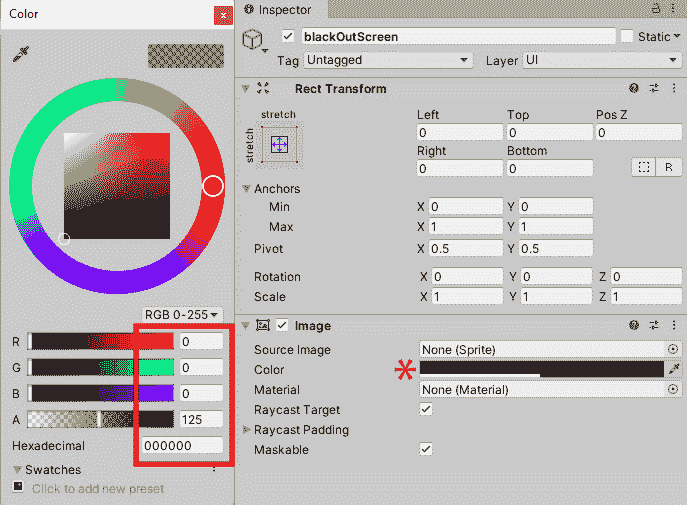 Color
RGB 0-255
R 0
G 0
B 0
A 125
Hexadecimal 000000
Swatches
Click to add new preset
Inspector
blackOutScreen Static
Tag Untagged Layer UI
Rect Transform
stretch
stretch
Left Top Pos Z
0 0 0
Right Bottom
0 0 R
Anchors
Min X 0 Y 0
Max X 1 Y 1
Pivot X 0.5 Y 0.5
Rotation X 0 Y 0 Z 0
Scale X 1 Y 1 Z 1
Image
Source Image None (Sprite)
Color *
Material None (Material)
Raycast Target
Raycast Padding
Maskable